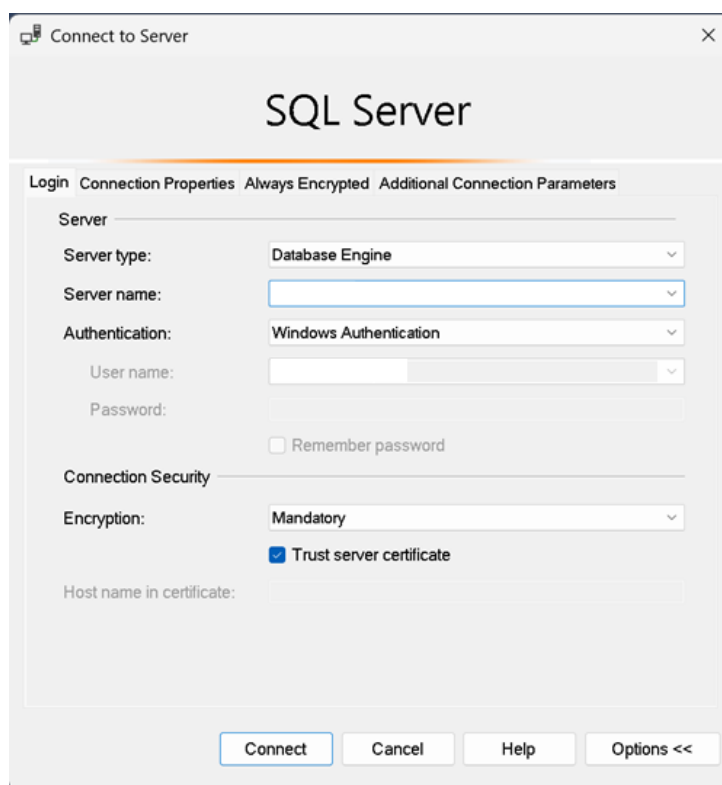 Connect to Server
SQL Server
Login Connection Properties Always Encrypted Additional Connection Parameters
Server
Server type: Database Engine
Server name:
Authentication: Windows Authentication
User name:
Password:
Remember password
Connection Security
Encryption: Mandatory
Trust server certificate
Host name in certificate:
Connect Cancel Help Options <<